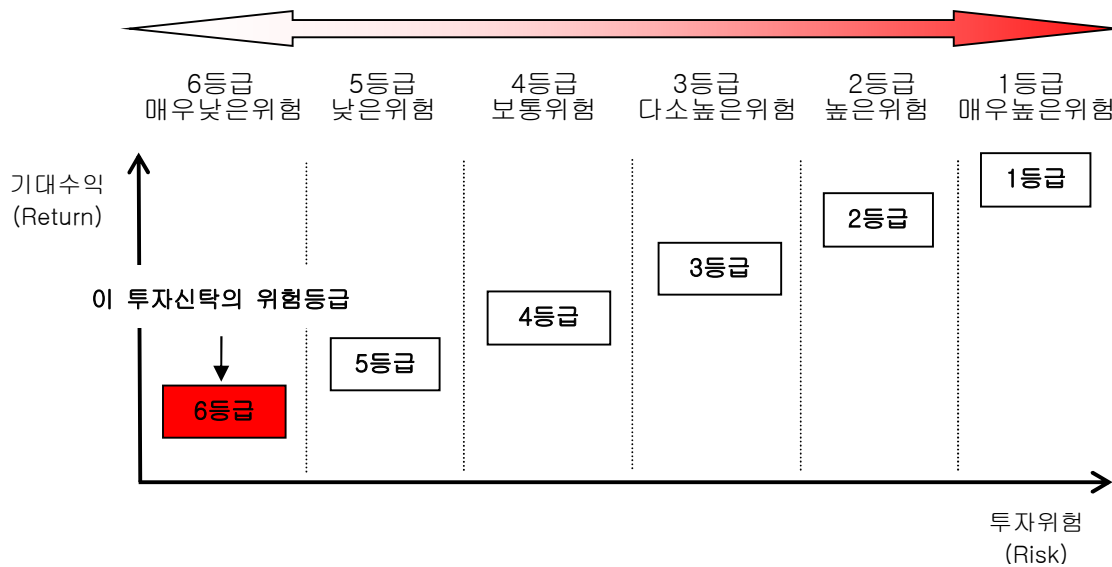 6등급
매우낮은위험
5등급
낮은위험
4등급
보통위험
3등급
다소높은위험
2등급
높은위험
1등급
매우높은위험
기대수익
(Return)
1등급
2등급
3등급
이 투자신탁의 위험등급
4등급
5등급
6등급
투자위험
(Risk)